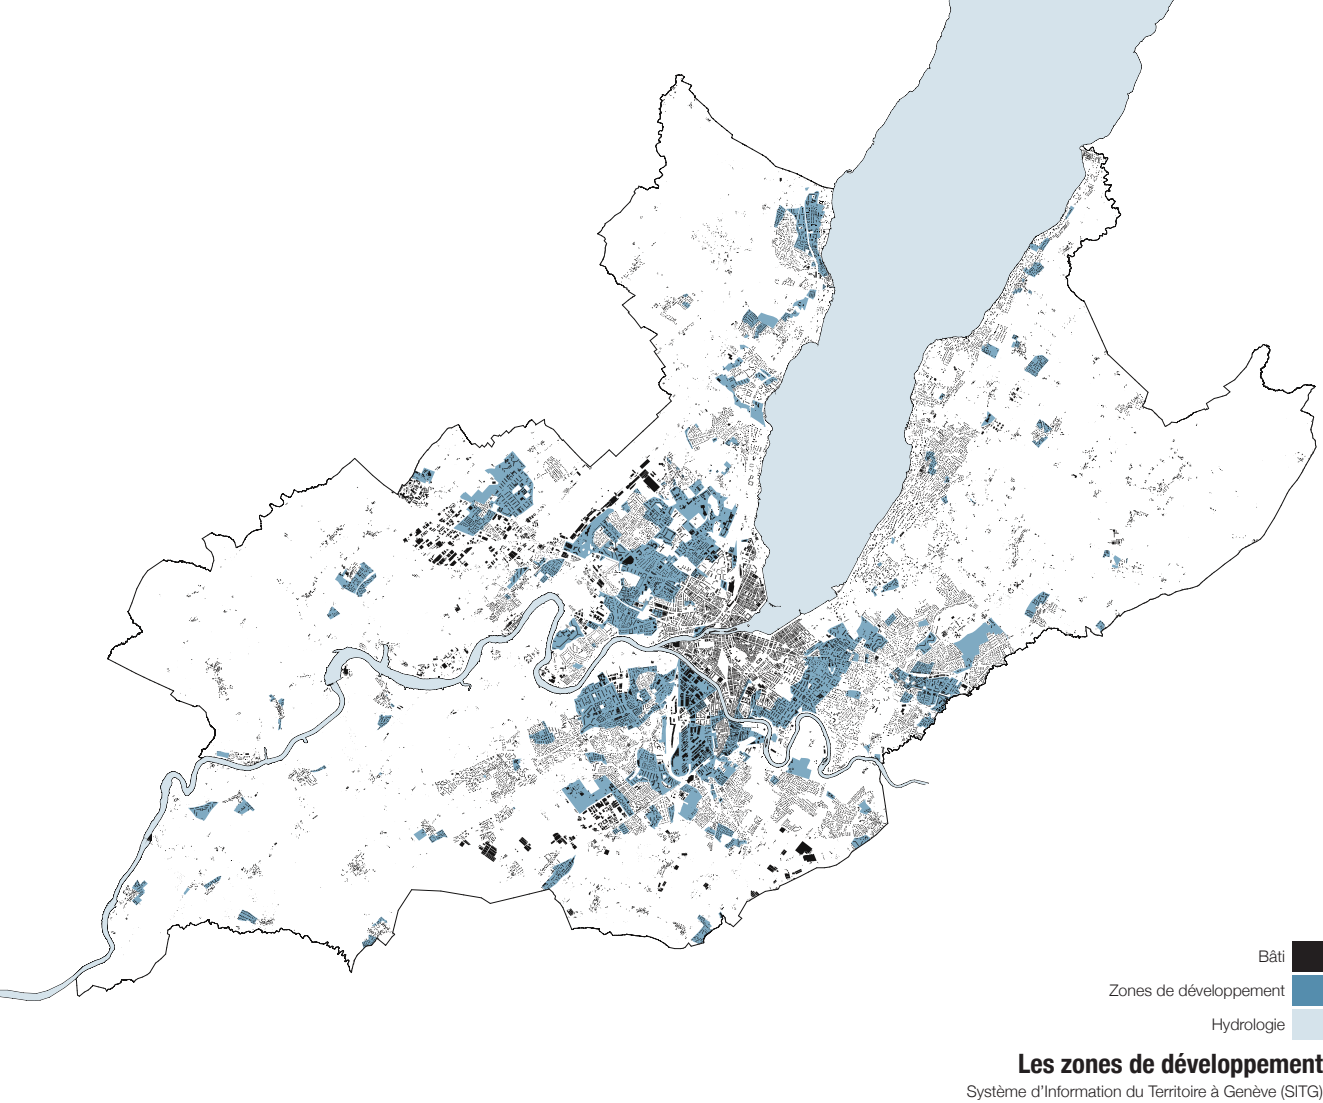 Bâti
Zones de développement
Hydrologie
Les zones de développement
Système d'Information du Territoire à Genève (SITG)